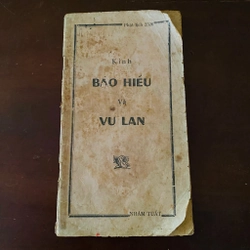 Kinh
BÁO HIẾU
Và
VU LAN
NHÂM TUẤT